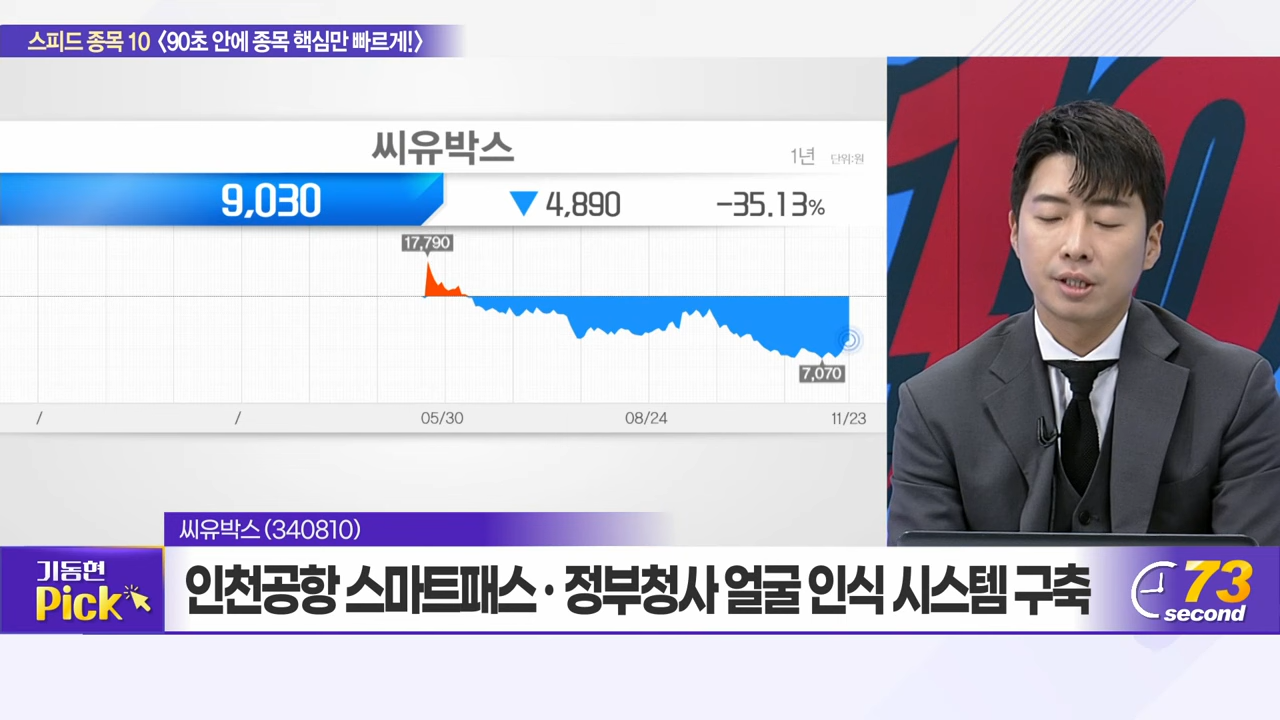 스피드 종목 10 〈90초 안에 종목 핵심만 빠르게!〉
씨유박스
1년 단위:원
9,030 ▼ 4,890 -35.13%
17,790
7,070
/ / 05/30 08/24 11/23
씨유박스 (340810)
기동현 Pick
인천공항 스마트패스·정부청사 얼굴 인식 시스템 구축
73 second